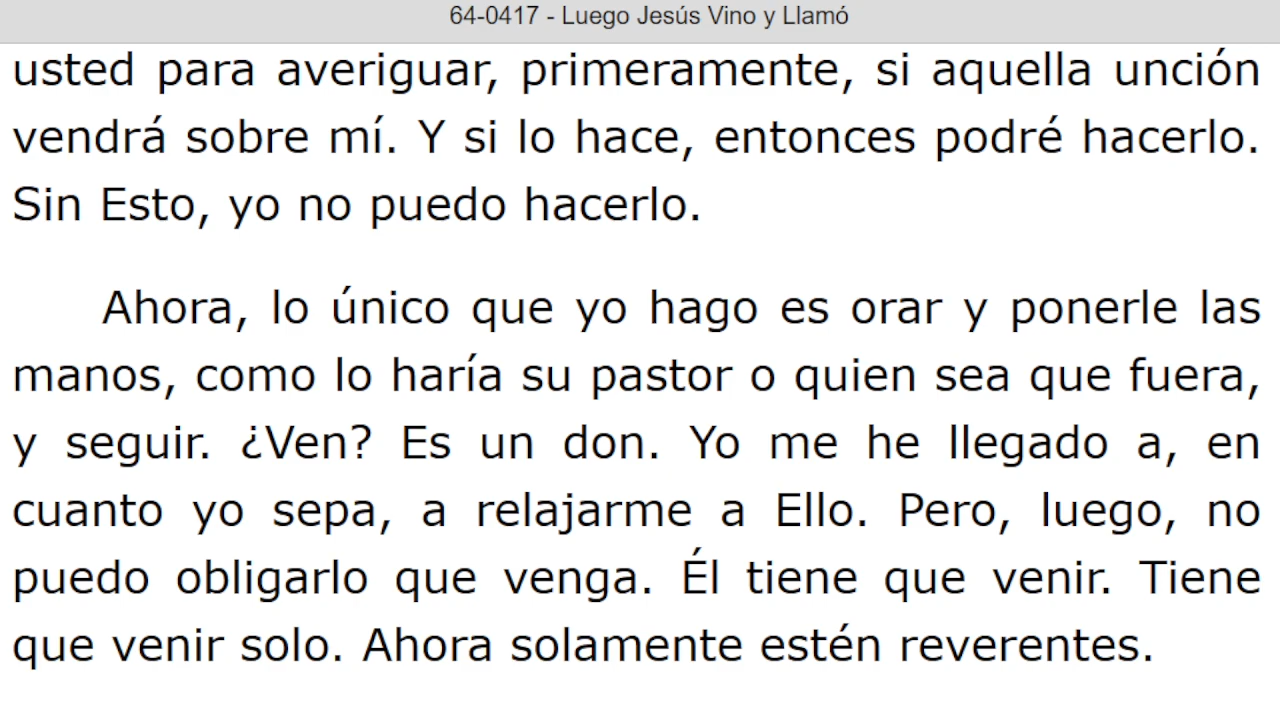 64-0417 - Luego Jesús Vino y Llamó
usted para averiguar, primeramente, si aquella unción
vendrá sobre mí. Y si lo hace, entonces podré hacerlo.
Sin Esto, yo no puedo hacerlo.
Ahora, lo único que yo hago es orar y ponerle las
manos, como lo haría su pastor o quien sea que fuera,
y seguir. ¿Ven? Es un don. Yo me he llegado a, en
cuanto yo sepa, a relajarme a Ello. Pero, luego, no
puedo obligarlo que venga. Él tiene que venir. Tiene
que venir solo. Ahora solamente estén reverentes.